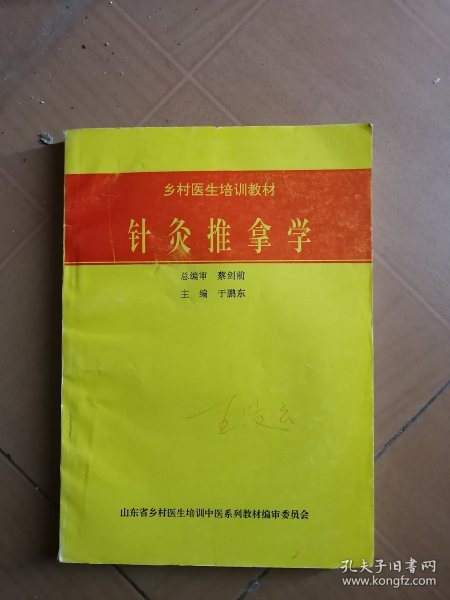 乡村医生培训教材
针灸推拿学
总编审 蔡剑前
主编 于鹏东
山东省乡村医生培训中医系列教材编审委员会
孔夫子旧书网
www.kongfz.com